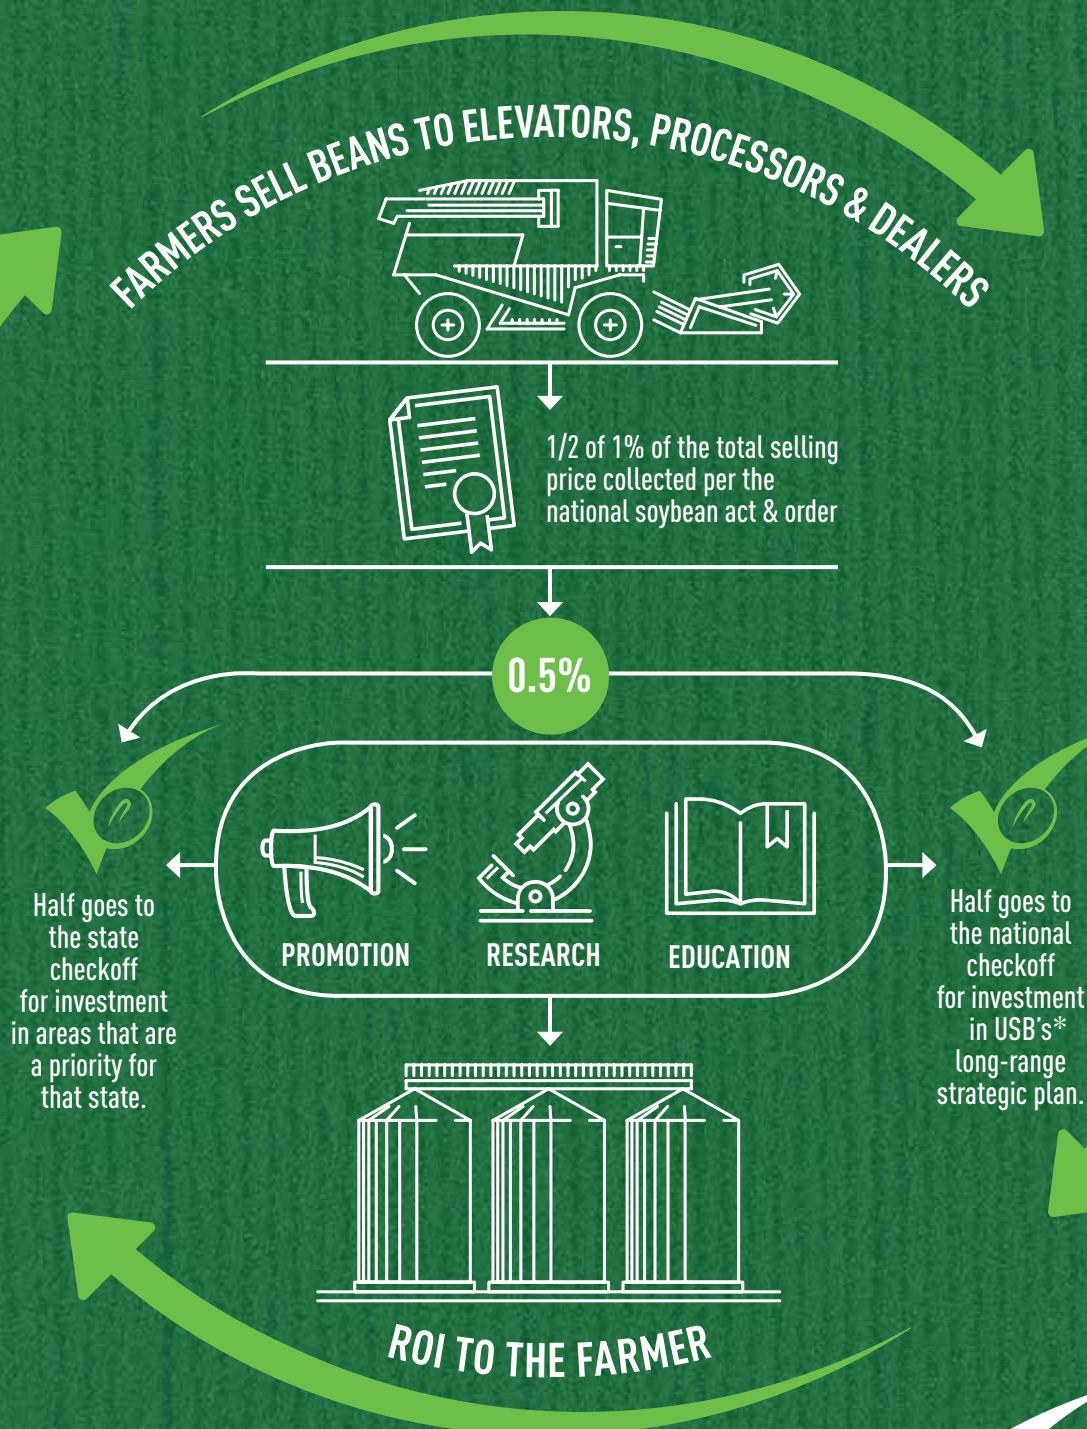 FARMERS SELL BEANS TO ELEVATORS, PROCESSORS & DEALERS
1/2 of 1% of the total selling
price collected per the
national soybean act & order
0.5%
PROMOTION
RESEARCH
EDUCATION
Half goes to
the state
checkoff
for investment
in areas that are
a priority for
that state.
Half goes to
the national
checkoff
for investment
in USB's*
long-range
strategic plan.
ROI TO THE FARMER